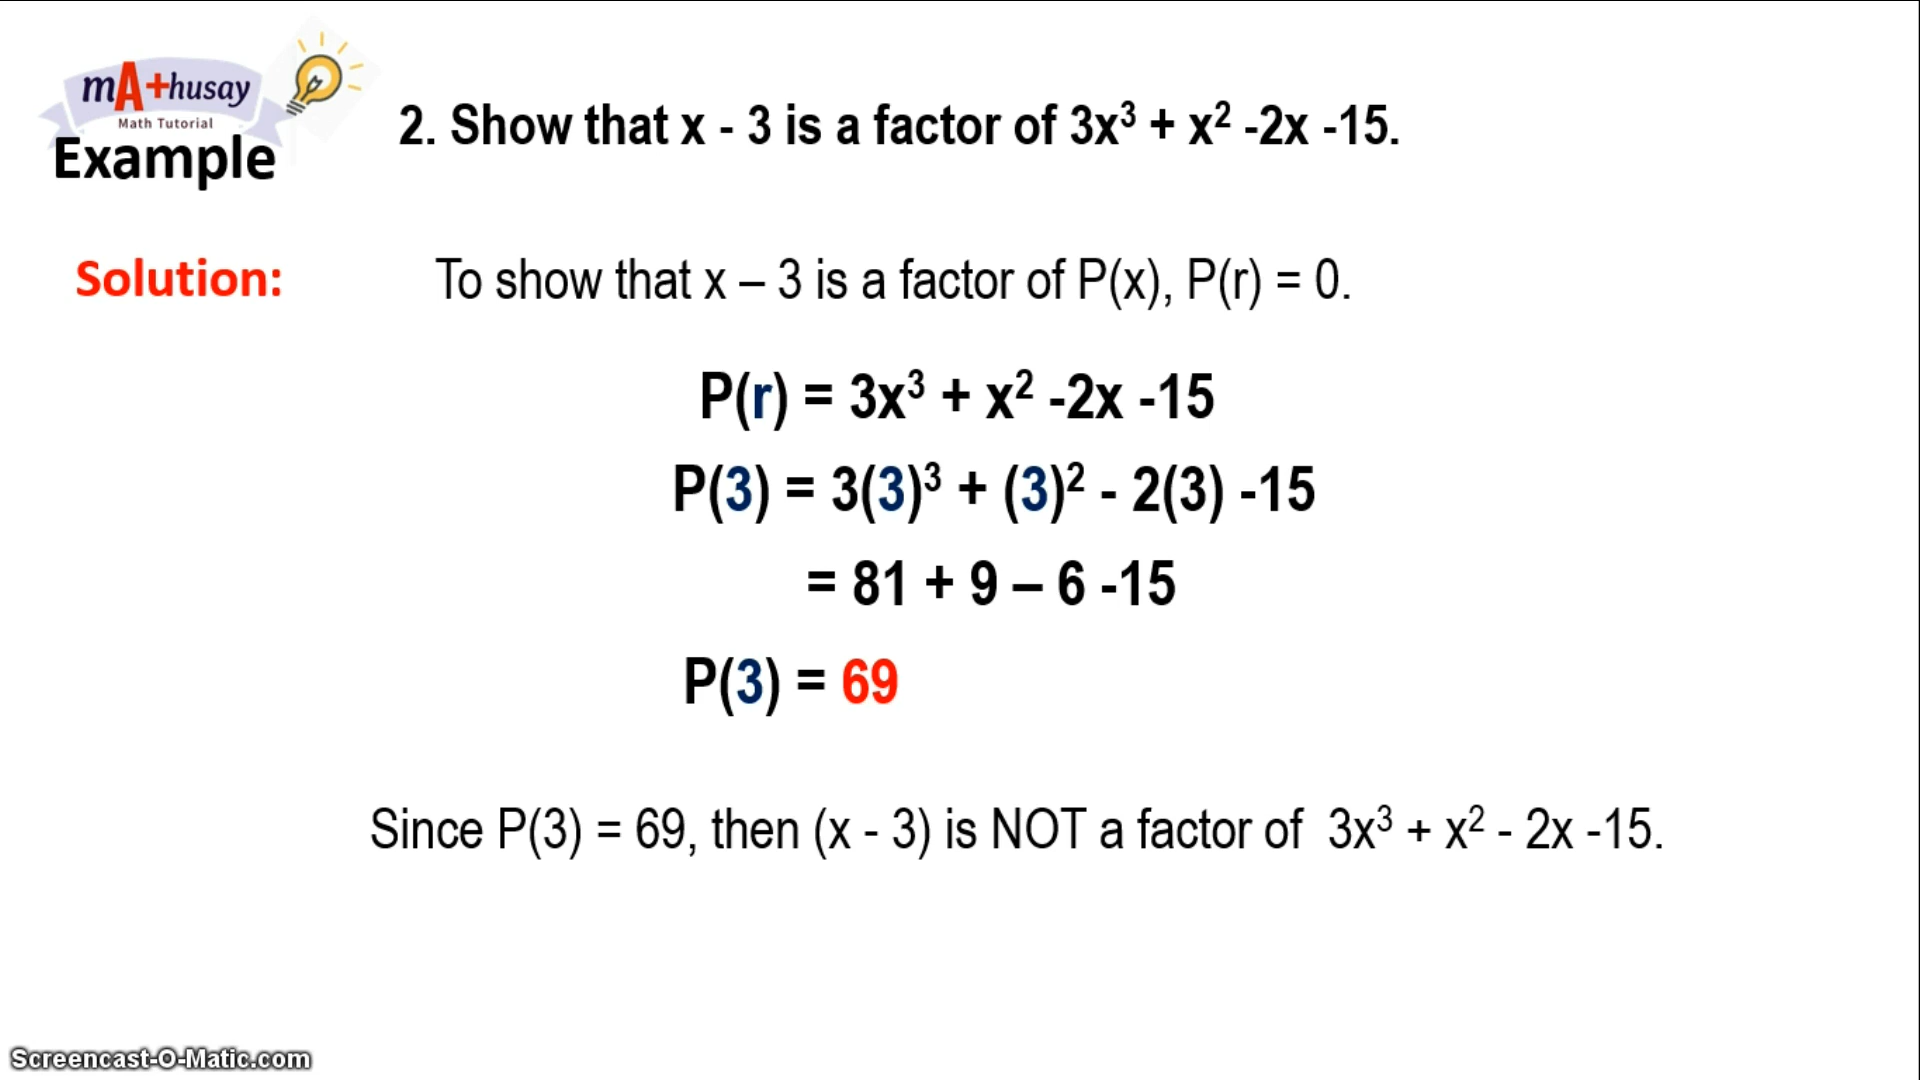 mA+husay
Math Tutorial
Example
2. Show that x - 3 is a factor of 3x³ + x² -2x -15.
Solution:
To show that x – 3 is a factor of P(x), P(r) = 0.
P(r) = 3x³ + x² -2x -15
P(3) = 3(3)³ + (3)² - 2(3) -15
= 81 + 9 – 6 -15
P(3) = 69
Since P(3) = 69, then (x - 3) is NOT a factor of 3x³ + x² - 2x -15.
Screencast-O-Matic.com